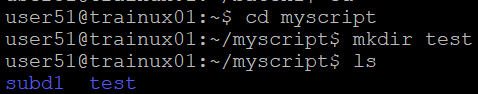 user51@trainux01:~$ cd myscript
user51@trainux01:~/myscript$ mkdir test
user51@trainux01:~/myscript$ ls
subd1 test